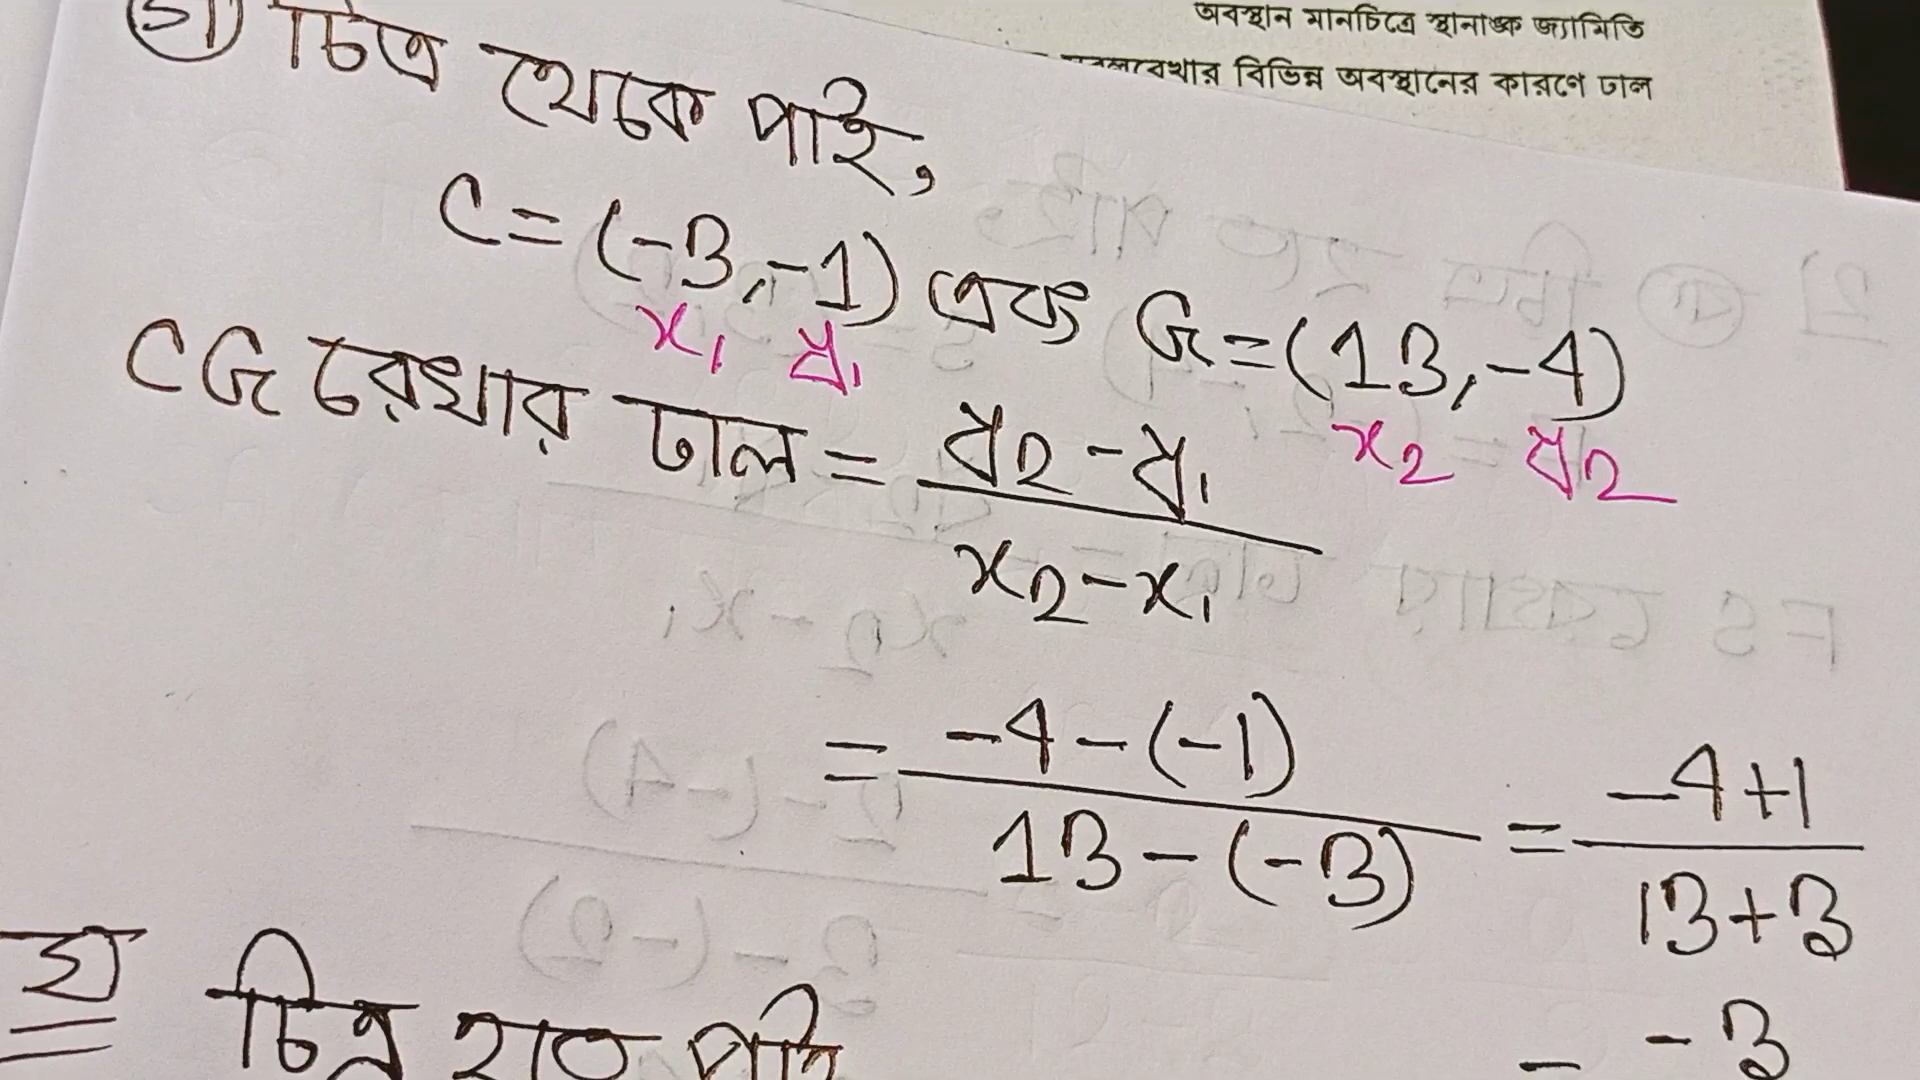 অবস্থান মানচিত্রে স্থানাঙ্ক জ্যামিতি
বিভিন্ন অবস্থানের কারণে ঢাল
গ) চিত্র থেকে পাই,
C = (-3, -1) এবং G = (13, -4)
x₁ y₁ x₂ y₂
CG রেখার ঢাল = y₂ - y₁ / x₂ - x₁
= -4 - (-1) / 13 - (-3) = -4+1 / 13+3
= -3
ঘ চিত্র হতে পাই